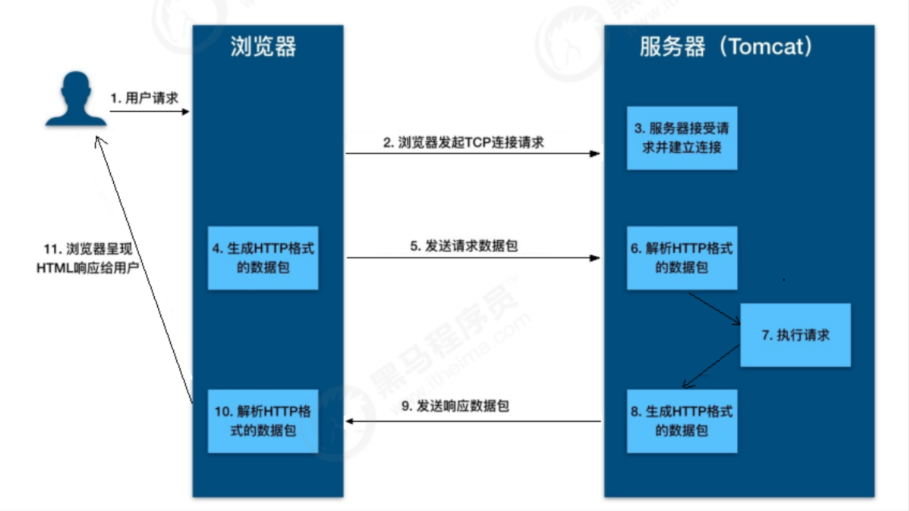 浏览器
服务器（Tomcat）
1. 用户请求
2. 浏览器发起TCP连接请求
3. 服务器接受请
求并建立连接
4. 生成HTTP格式
的数据包
5. 发送请求数据包
6. 解析HTTP格式
的数据包
7. 执行请求
8. 生成HTTP格式
的数据包
9. 发送响应数据包
10. 解析HTTP格
式的数据包
11. 浏览器呈现
HTML响应给用户
黑马程序员
www.itheima.com